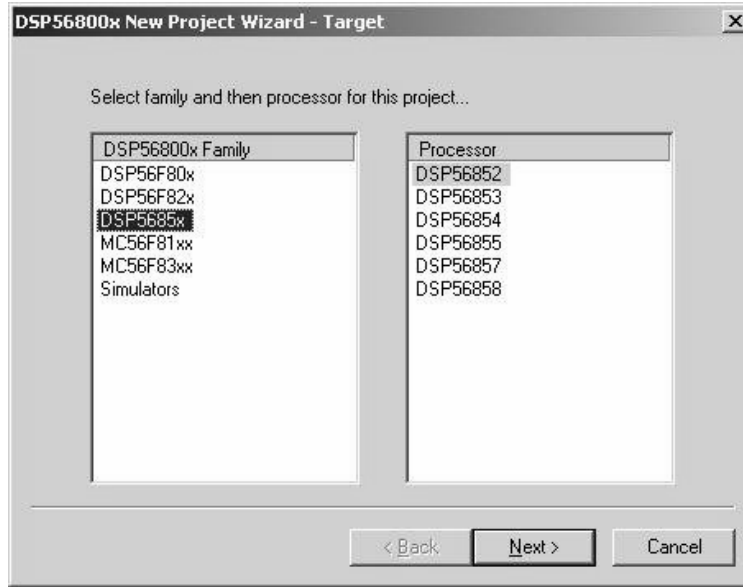 DSP56800x New Project Wizard - Target
Select family and then processor for this project...
DSP56800x Family
DSP56F80x
DSP56F82x
DSP5685x
MC56F81xx
MC56F83xx
Simulators
Processor
DSP56852
DSP56853
DSP56854
DSP56855
DSP56857
DSP56858
< Back
Next >
Cancel